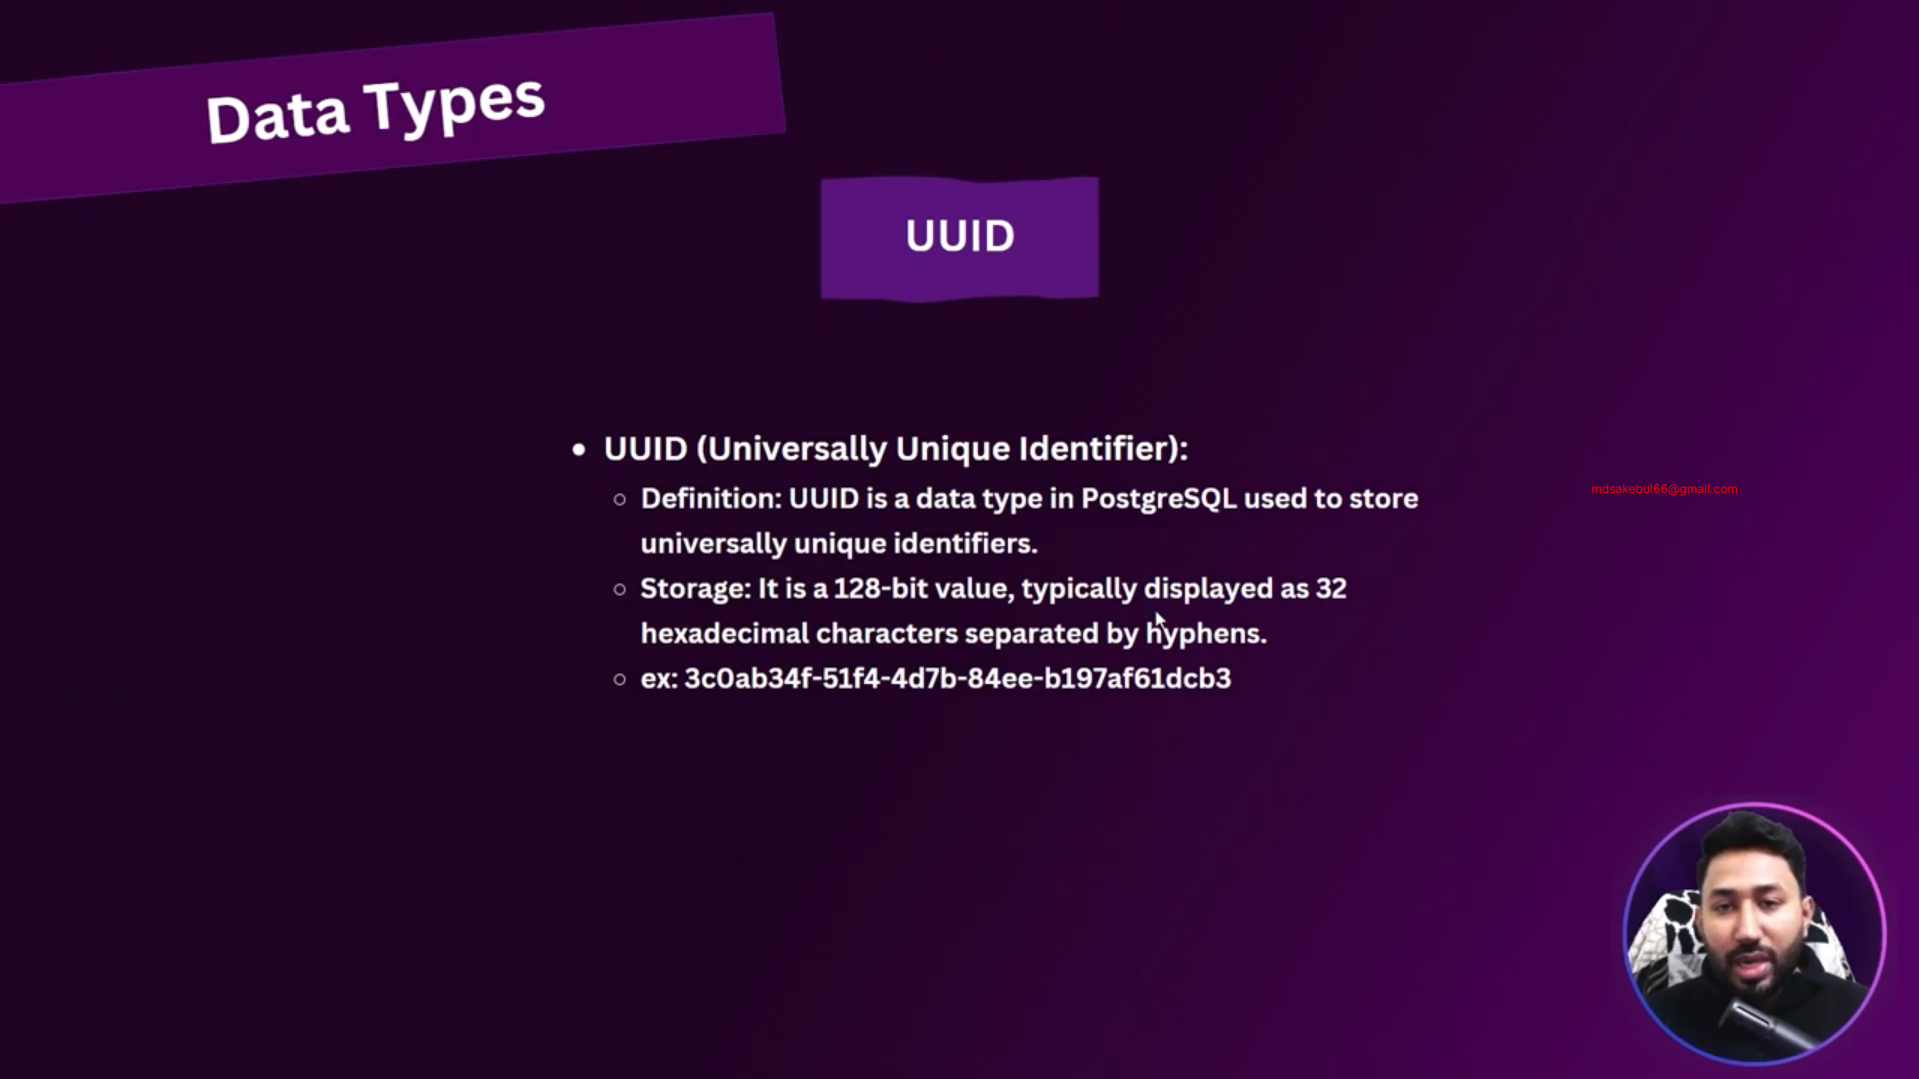 Data Types
UUID
• UUID (Universally Unique Identifier):
○ Definition: UUID is a data type in PostgreSQL used to store
universally unique identifiers.
mdsakebul66@gmail.com
○ Storage: It is a 128-bit value, typically displayed as 32
hexadecimal characters separated by hyphens.
○ ex: 3c0ab34f-51f4-4d7b-84ee-b197af61dcb3